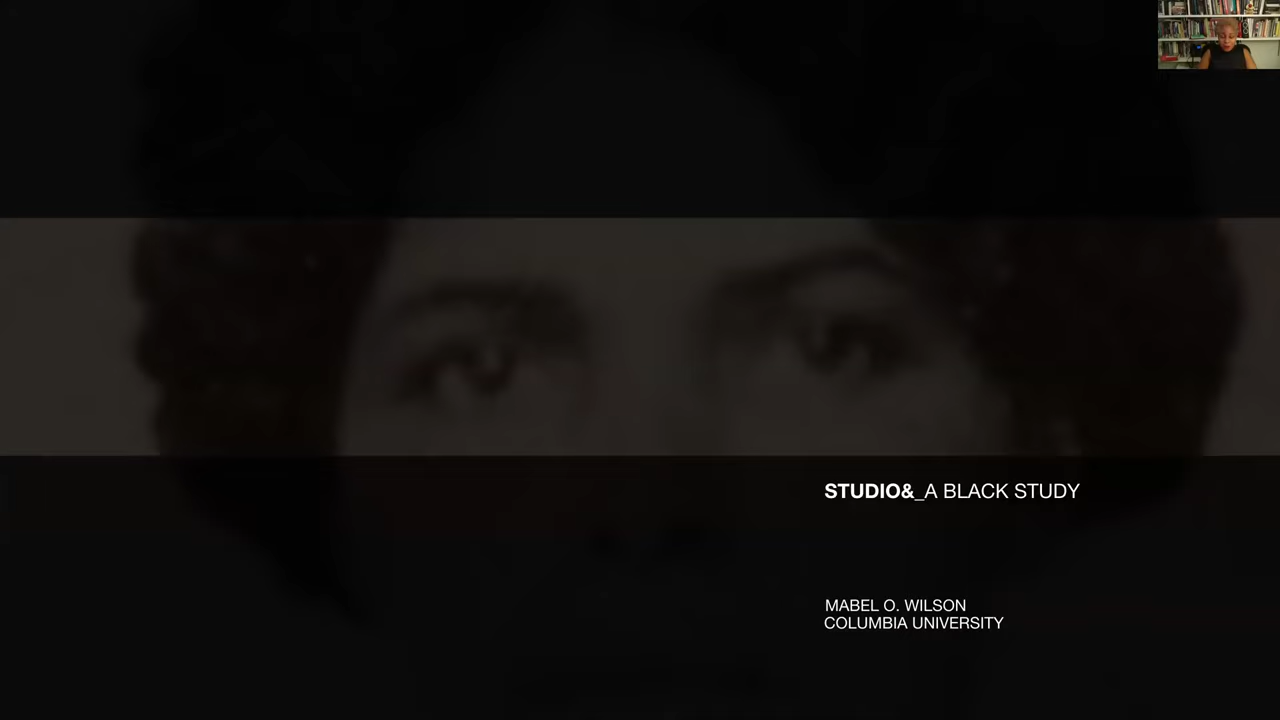 STUDIO&_A BLACK STUDY
MABEL O. WILSON
COLUMBIA UNIVERSITY